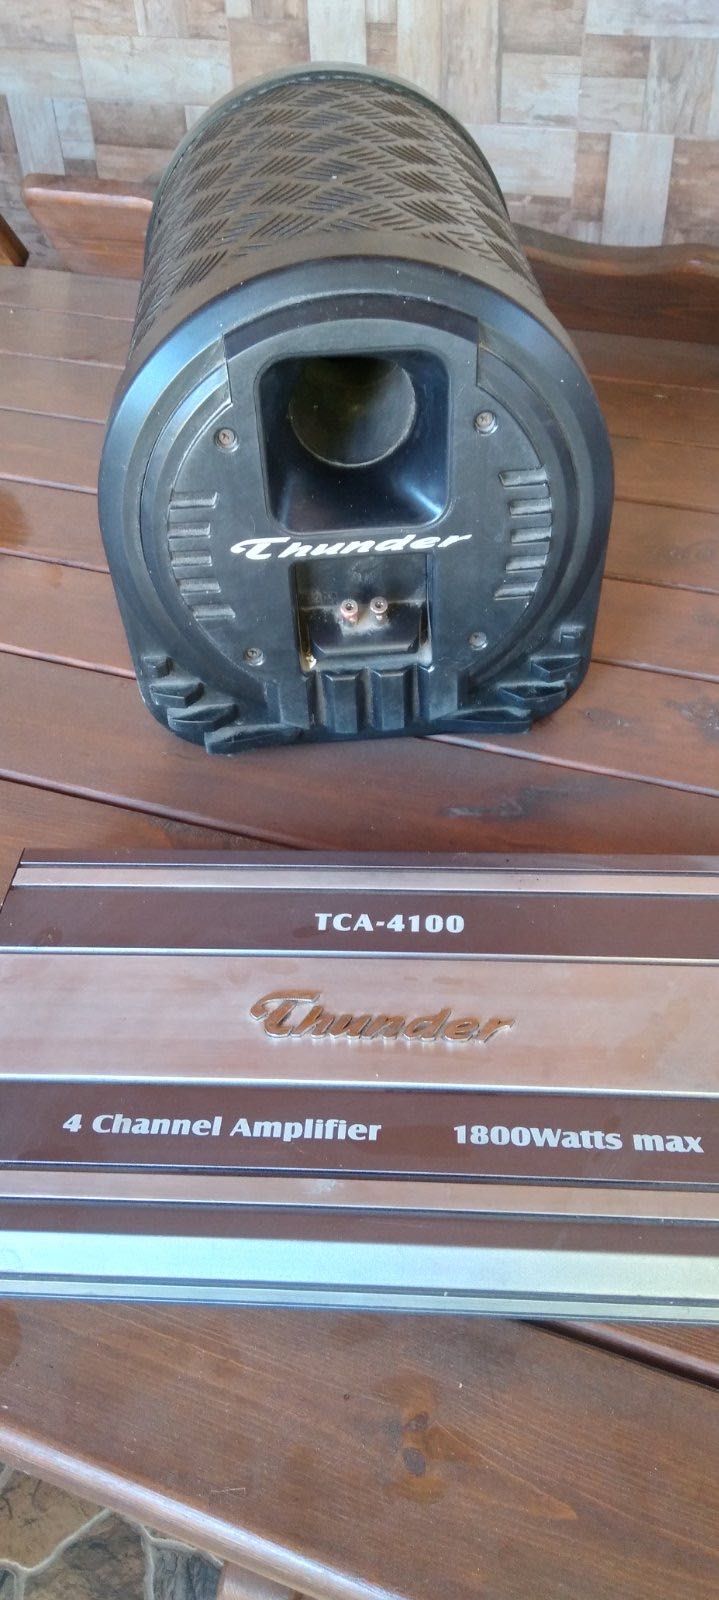 Thunder
TCA-4100
Thunder
4 Channel Amplifier 1800Watts max